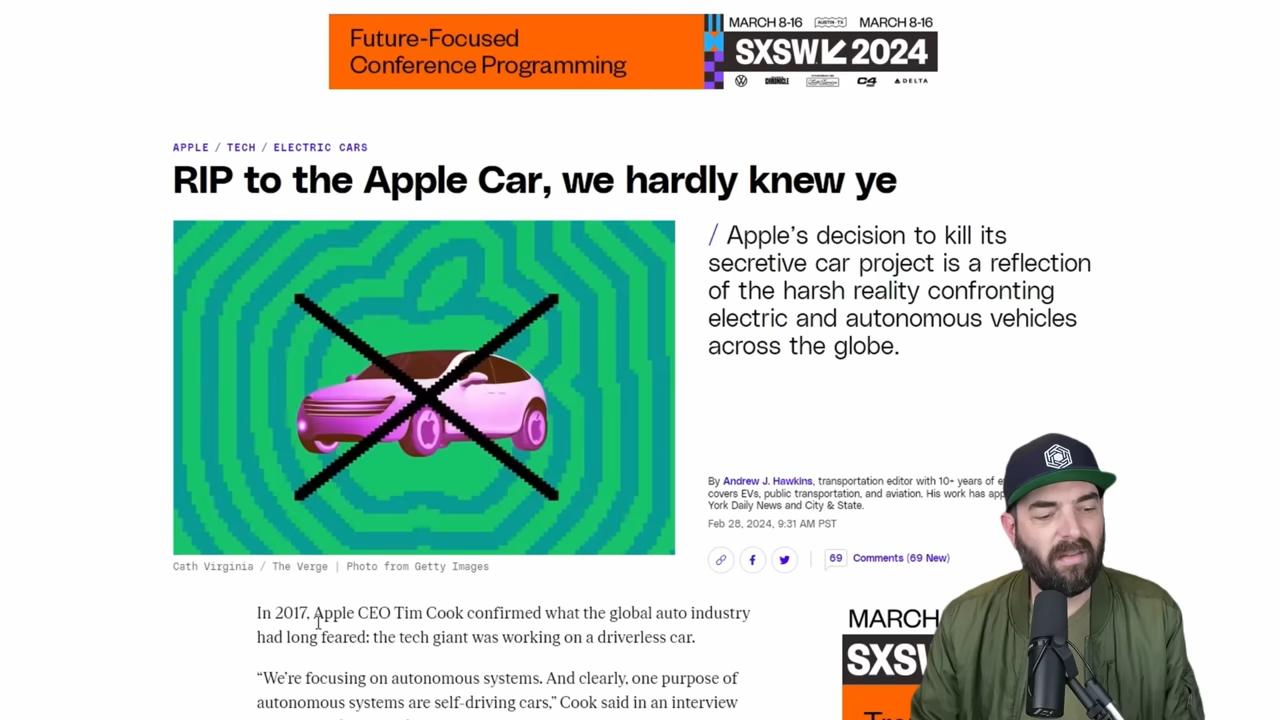 Future-Focused
Conference Programming
MARCH 8-16 AUSTIN TX MARCH 8-16
SXSW 2024
CHRONICLE C4 DELTA
APPLE / TECH / ELECTRIC CARS
RIP to the Apple Car, we hardly knew ye
/ Apple’s decision to kill its
secretive car project is a reflection
of the harsh reality confronting
electric and autonomous vehicles
across the globe.
By Andrew J. Hawkins, transportation editor with 10+ years of
covers EVs, public transportation, and aviation. His work has
York Daily News and City & State.
Feb 28, 2024, 9:31 AM PST
69 Comments (69 New)
Cath Virginia / The Verge | Photo from Getty Images
In 2017, Apple CEO Tim Cook confirmed what the global auto industry
had long feared: the tech giant was working on a driverless car.
“We’re focusing on autonomous systems. And clearly, one purpose of
autonomous systems are self-driving cars,” Cook said in an interview
MARCH
SXSW